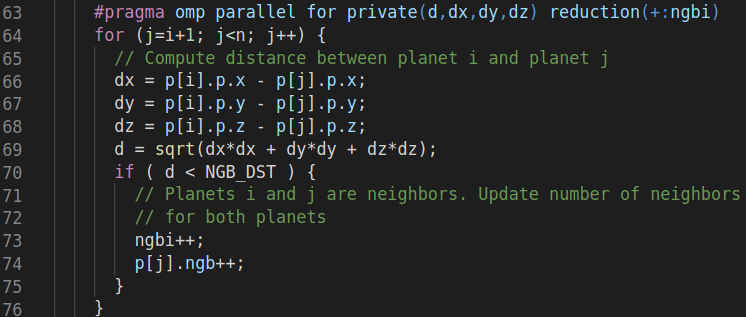 63 #pragma omp parallel for private(d,dx,dy,dz) reduction(+:ngbi)
64 for (j=i+1; j<n; j++) {
65 // Compute distance between planet i and planet j
66 dx = p[i].p.x - p[j].p.x;
67 dy = p[i].p.y - p[j].p.y;
68 dz = p[i].p.z - p[j].p.z;
69 d = sqrt(dx*dx + dy*dy + dz*dz);
70 if ( d < NGB_DST ) {
71 // Planets i and j are neighbors. Update number of neighbors
72 // for both planets
73 ngbi++;
74 p[j].ngb++;
75 }
76 }